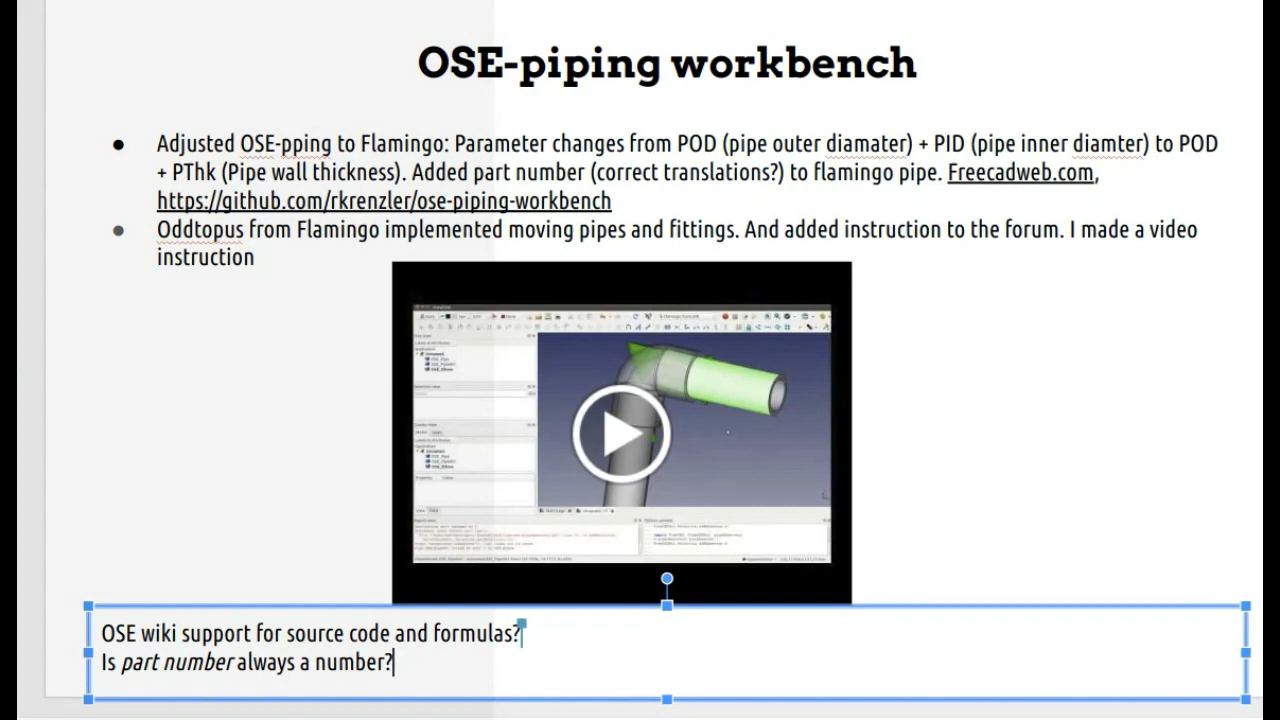 OSE-piping workbench
● Adjusted OSE-pping to Flamingo: Parameter changes from POD (pipe outer diamater) + PID (pipe inner diamter) to POD
+ PThk (Pipe wall thickness). Added part number (correct translations?) to flamingo pipe. Freecadweb.com,
https://github.com/rkrenzler/ose-piping-workbench
● Oddtopus from Flamingo implemented moving pipes and fittings. And added instruction to the forum. I made a video
instruction
OSE wiki support for source code and formulas?
Is part number always a number?